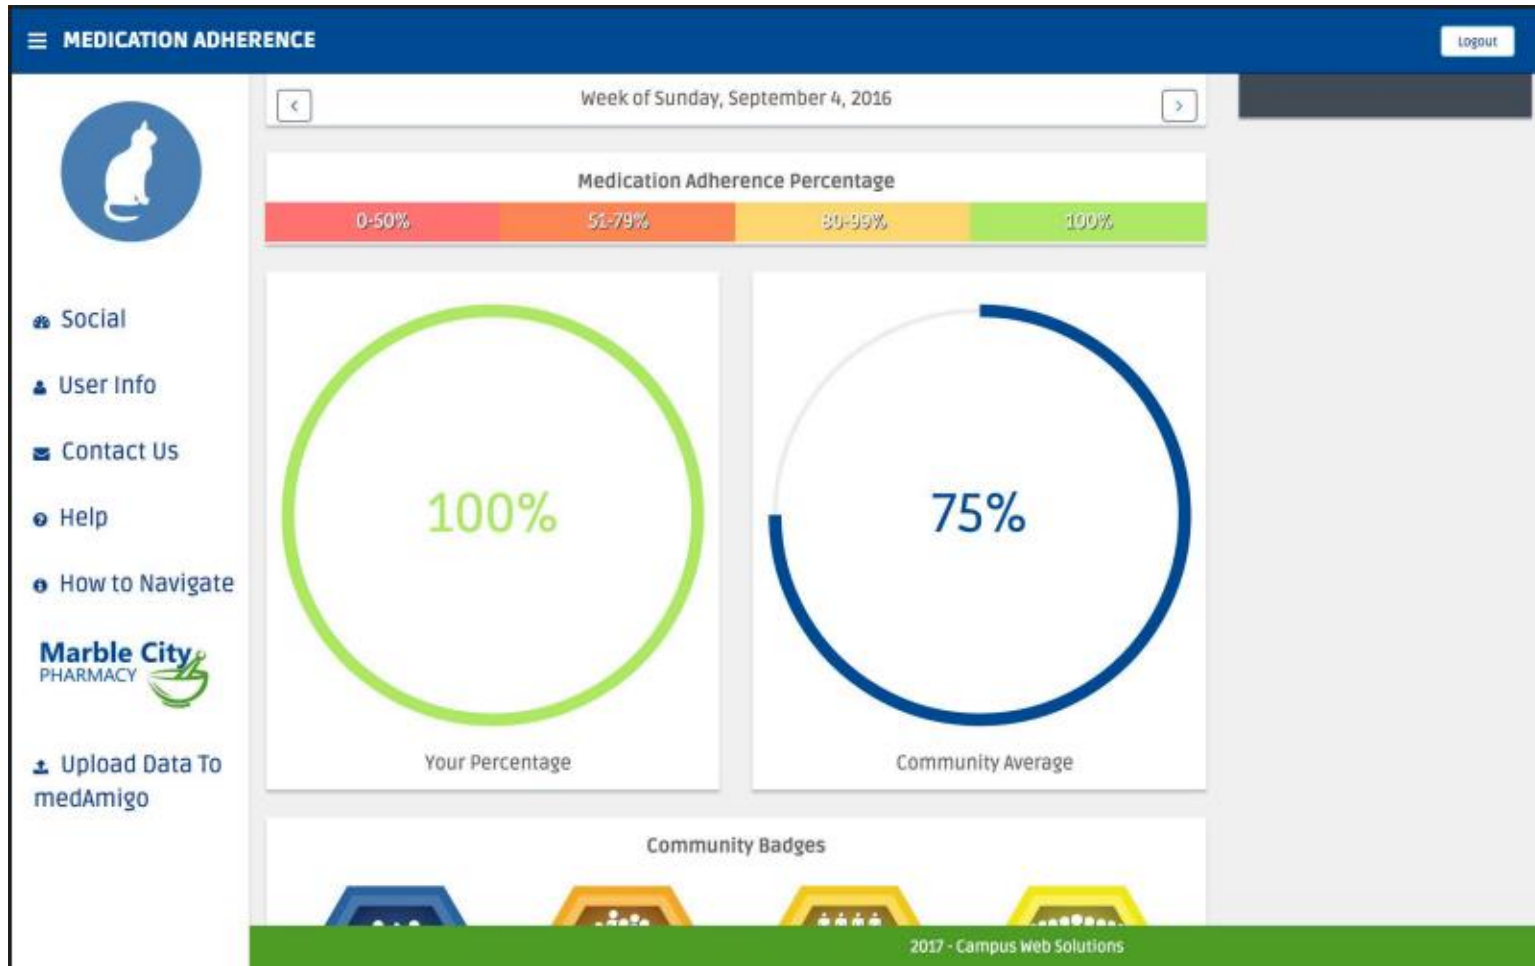 MEDICATION ADHERENCE
Logout
Week of Sunday, September 4, 2016
Medication Adherence Percentage
0-50% 51-79% 80-99% 100%
Social
User Info
Contact Us
Help
How to Navigate
Marble City
PHARMACY
Upload Data To
medAmigo
100%
Your Percentage
75%
Community Average
Community Badges
2017 - Campus Web Solutions